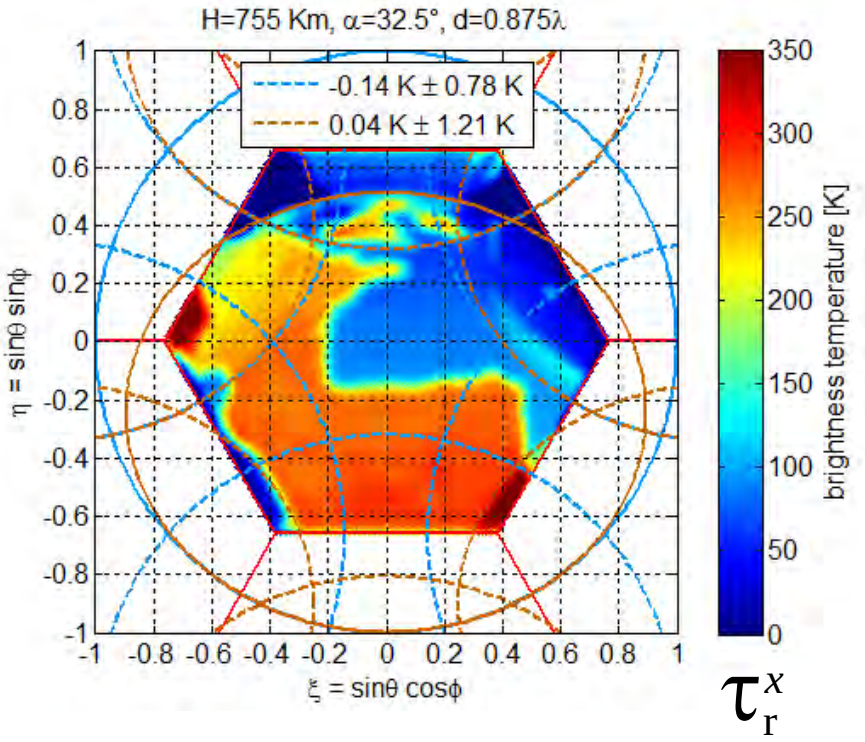 H=755 Km, α=32.5°, d=0.875λ
-0.14 K ± 0.78 K
0.04 K ± 1.21 K
1
0.8
0.6
0.4
0.2
0
-0.2
-0.4
-0.6
-0.8
-1
η = sinθ sinϕ
-1 -0.8 -0.6 -0.4 -0.2 0 0.2 0.4 0.6 0.8 1
ξ = sinθ cosϕ
350
300
250
200
150
100
50
0
brightness temperature [K]
τ_r^x